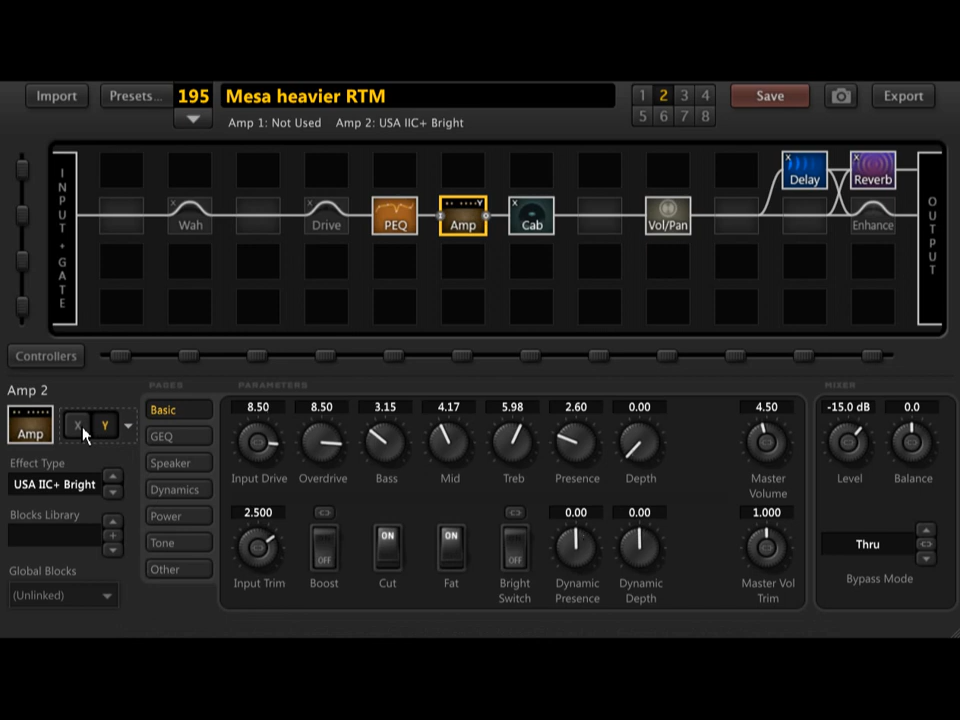 Import
Presets...
195
Mesa heavier RTM
1 2 3 4
5 6 7 8
Save
Export
Amp 1: Not Used Amp 2: USA IIC+ Bright
INPUT + GATE
Wah
Drive
PEQ
Y
Amp
X
Cab
Vol/Pan
X
Delay
X
Reverb
Enhance
OUTPUT
Controllers
Amp 2
Amp
X Y
Effect Type
USA IIC+ Bright
Blocks Library
Global Blocks
(Unlinked)
PAGES
Basic
GEQ
Speaker
Dynamics
Power
Tone
Other
PARAMETERS
8.50 8.50 3.15 4.17 5.98 2.60 0.00 4.50
Input Drive Overdrive Bass Mid Treb Presence Depth Master
Volume
2.500 0.00 0.00 1.000
OFF ON ON OFF
Input Trim Boost Cut Fat Bright
Switch
Dynamic
Presence
Dynamic
Depth
Master Vol
Trim
MIXER
-15.0 dB 0.0
Level Balance
Thru
Bypass Mode